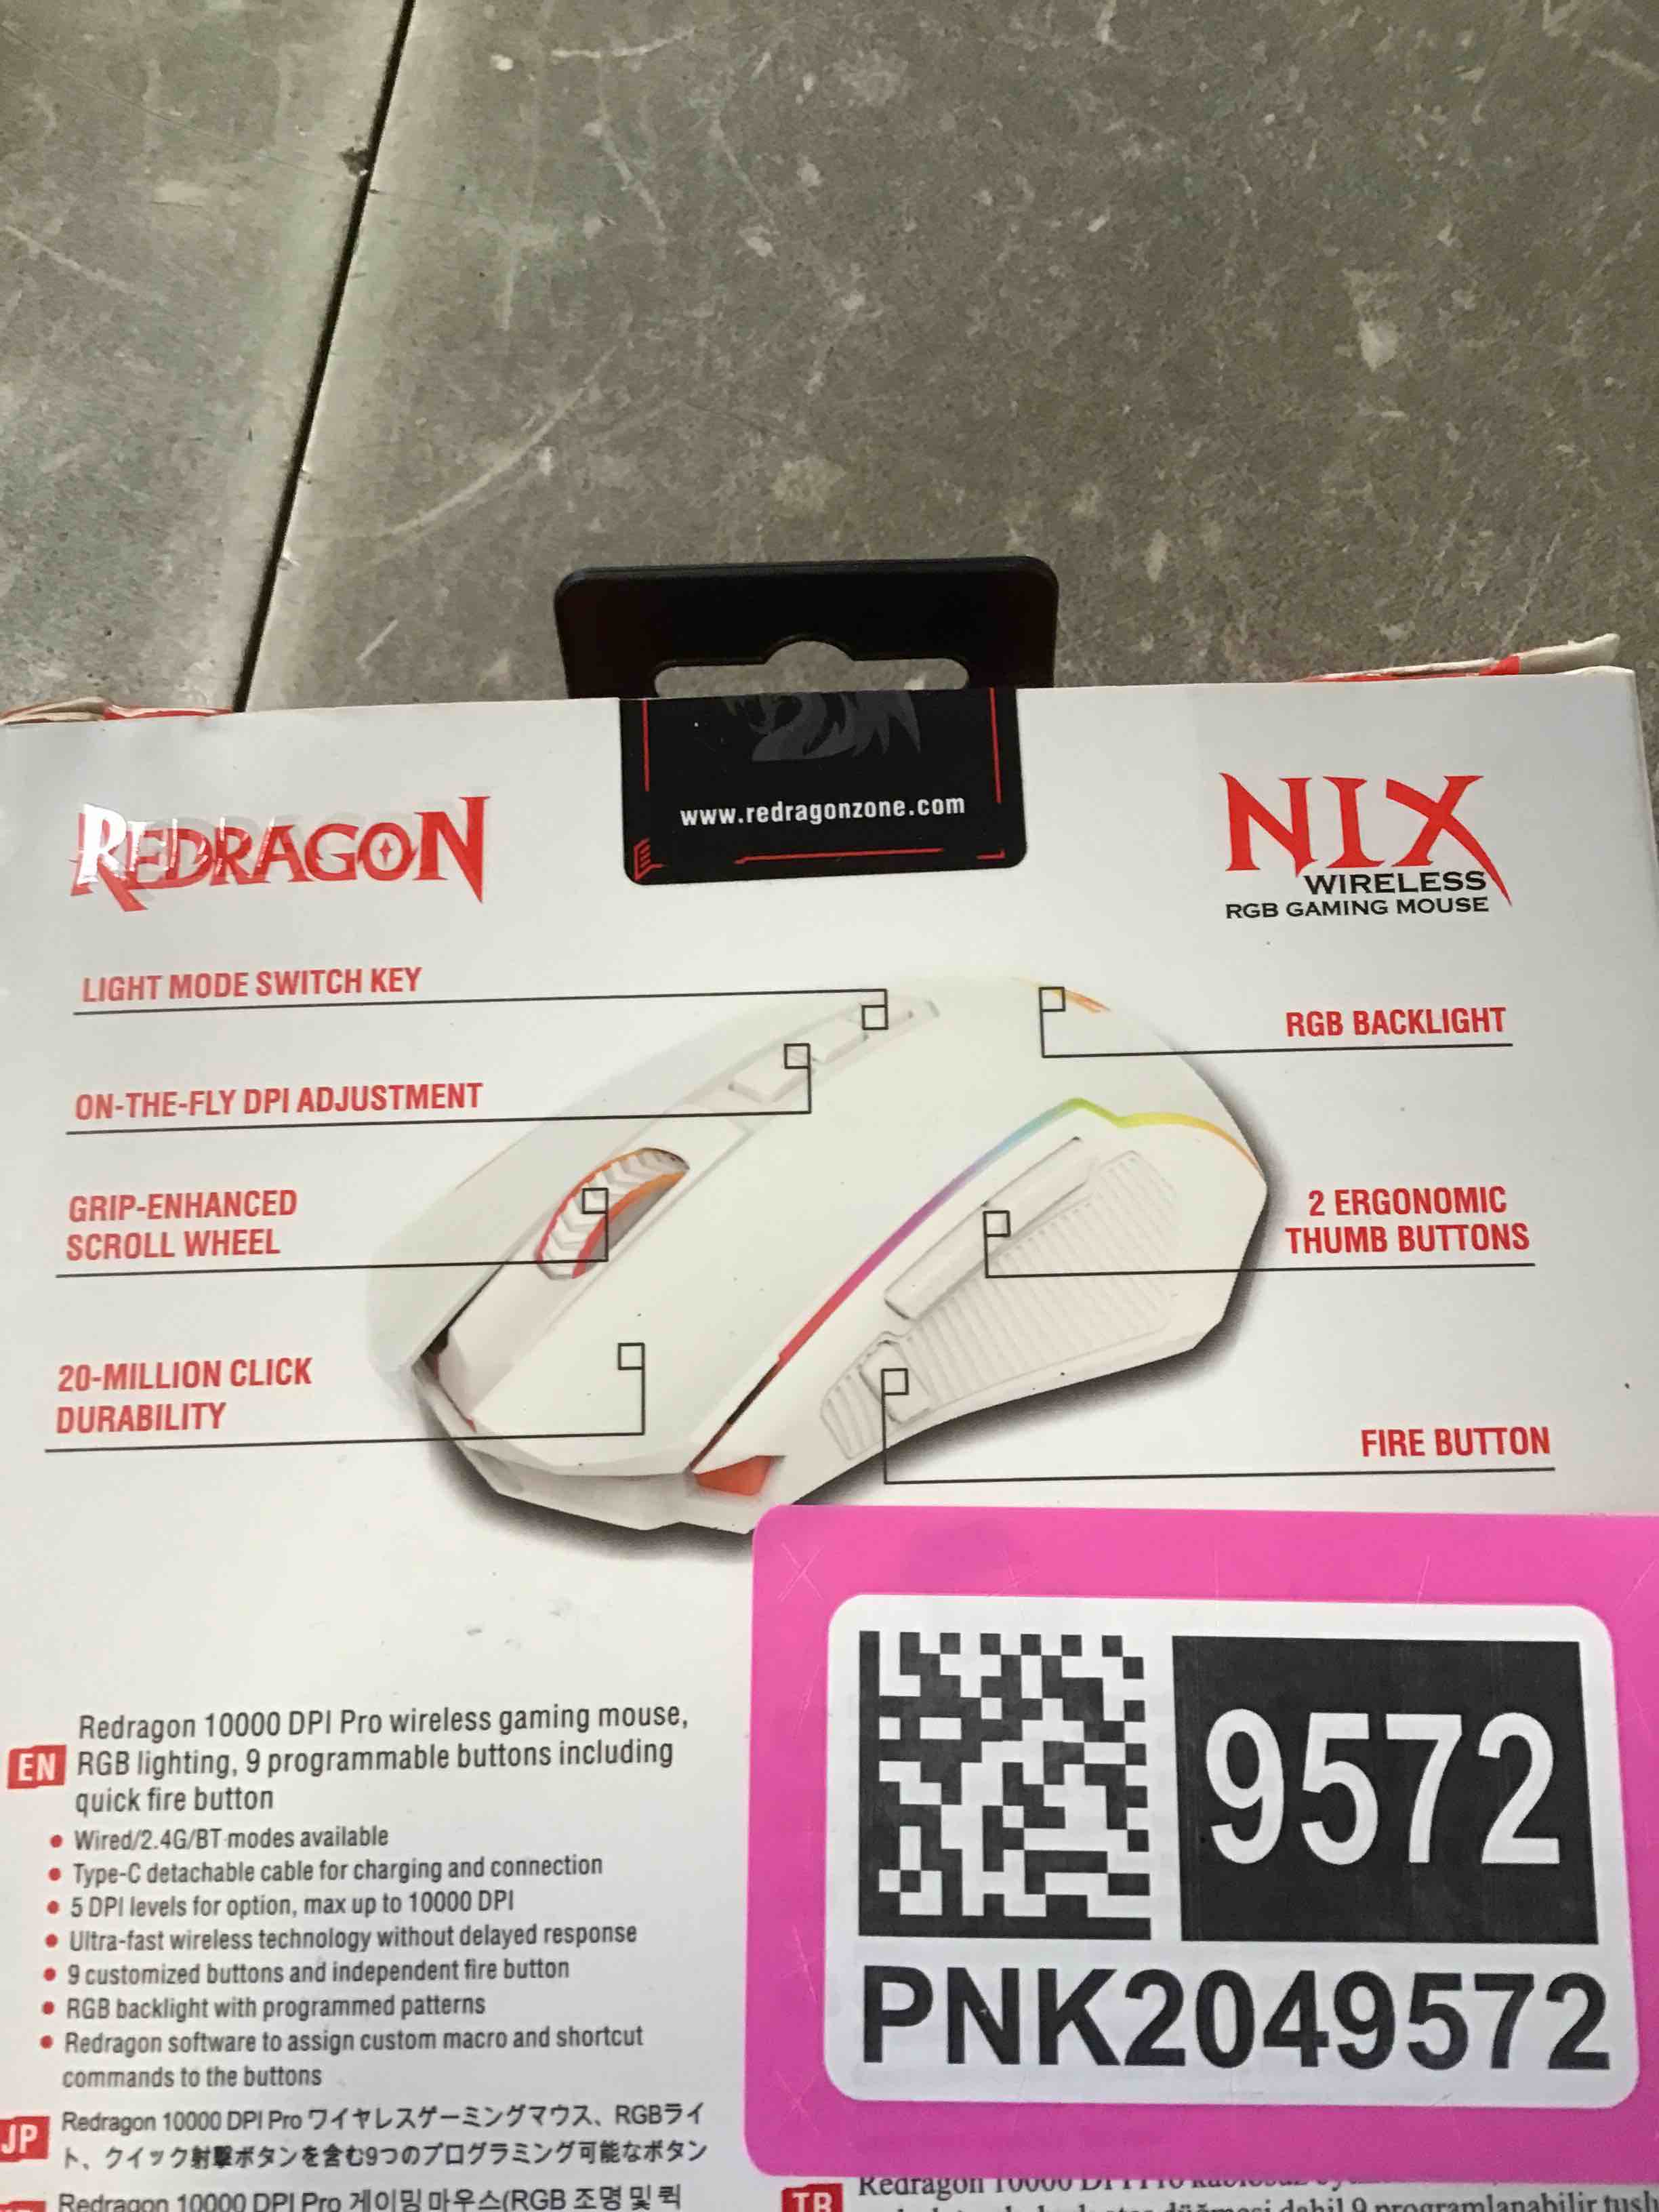 www.redragonzone.com
REDRAGON
NIX
WIRELESS
RGB GAMING MOUSE
LIGHT MODE SWITCH KEY
RGB BACKLIGHT
ON-THE-FLY DPI ADJUSTMENT
GRIP-ENHANCED
SCROLL WHEEL
2 ERGONOMIC
THUMB BUTTONS
20-MILLION CLICK
DURABILITY
FIRE BUTTON
EN Redragon 10000 DPI Pro wireless gaming mouse,
RGB lighting, 9 programmable buttons including
quick fire button
• Wired/2.4G/BT modes available
• Type-C detachable cable for charging and connection
• 5 DPI levels for option, max up to 10000 DPI
• Ultra-fast wireless technology without delayed response
• 9 customized buttons and independent fire button
• RGB backlight with programmed patterns
• Redragon software to assign custom macro and shortcut
commands to the buttons
JP Redragon 10000 DPI Pro ワイヤレスゲーミングマウス、RGBライ
ト、クイック射撃ボタンを含む9つのプログラミング可能なボタン
Redragon 10000 DPI Pro 게이밍 마우스(RGB 조명 및 퀵
9572
PNK2049572
TR Redragon 10000 DPI Pro
düğmesi dahil 9 programlanabilir